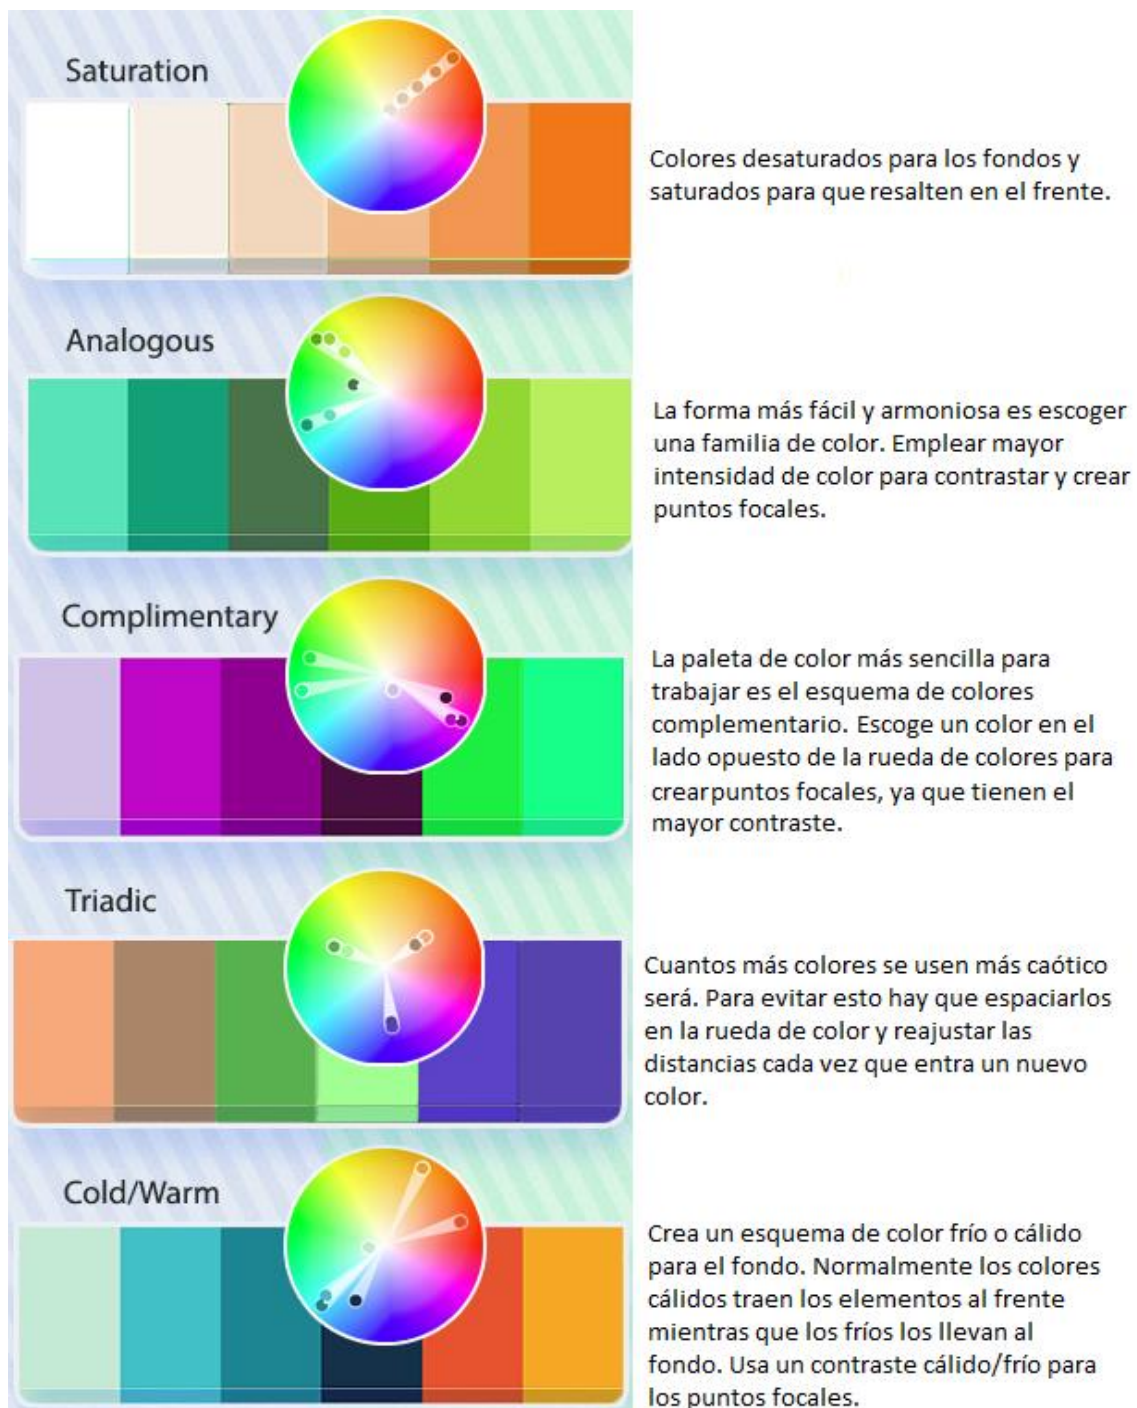 Saturation
Colores desaturados para los fondos y
saturados para que resalten en el frente.
Analogous
La forma más fácil y armoniosa es escoger
una familia de color. Emplear mayor
intensidad de color para contrastar y crear
puntos focales.
Complimentary
La paleta de color más sencilla para
trabajar es el esquema de colores
complementario. Escoge un color en el
lado opuesto de la rueda de colores para
crearpuntos focales, ya que tienen el
mayor contraste.
Triadic
Cuantos más colores se usen más caótico
será. Para evitar esto hay que espaciarlos
en la rueda de color y reajustar las
distancias cada vez que entra un nuevo
color.
Cold/Warm
Crea un esquema de color frío o cálido
para el fondo. Normalmente los colores
cálidos traen los elementos al frente
mientras que los fríos los llevan al
fondo. Usa un contraste cálido/frío para
los puntos focales.